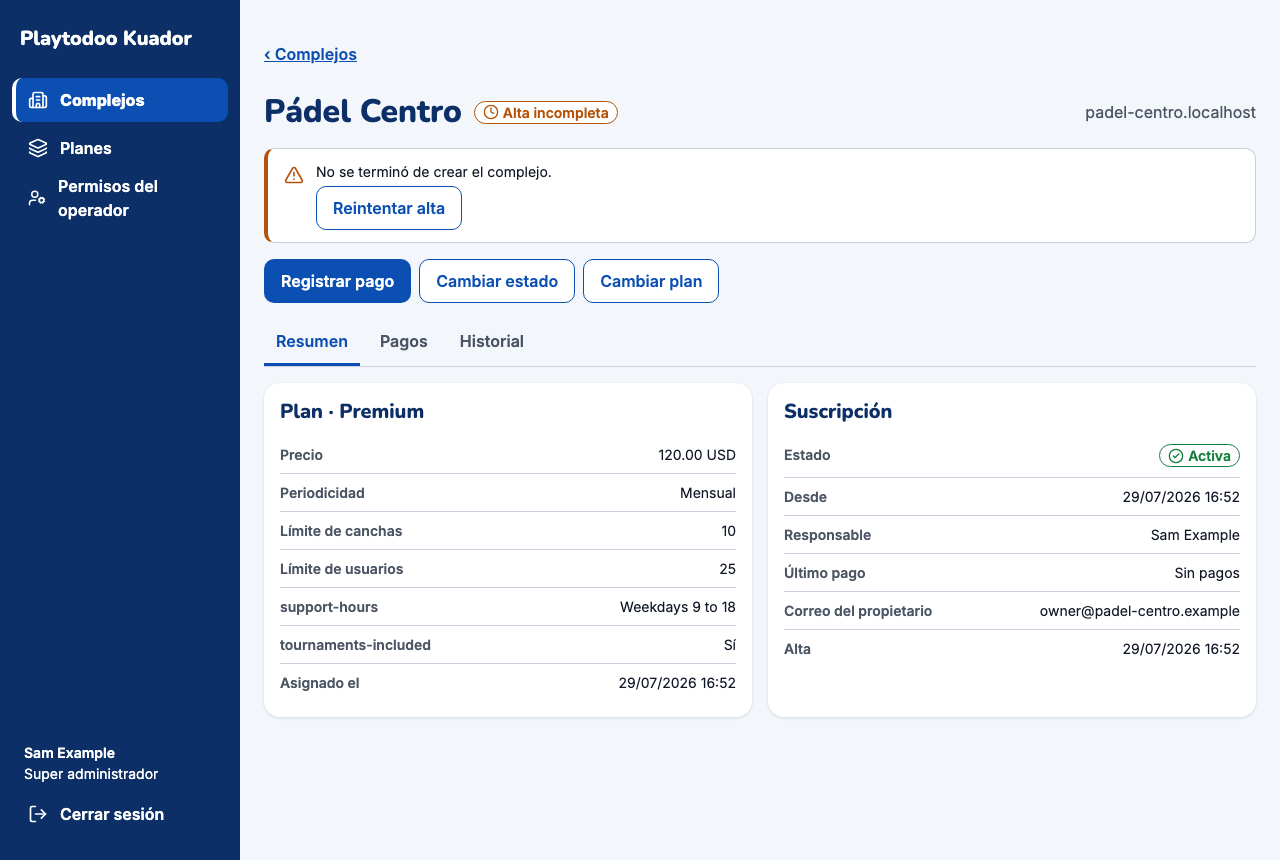 Playtodoo Kuador
Complejos
Planes
Permisos del
operador
Sam Example
Super administrador
Cerrar sesión
‹ Complejos
Pádel Centro
Alta incompleta
padel-centro.localhost
No se terminó de crear el complejo.
Reintentar alta
Registrar pago
Cambiar estado
Cambiar plan
Resumen
Pagos
Historial
Plan · Premium
Precio 120.00 USD
Periodicidad Mensual
Límite de canchas 10
Límite de usuarios 25
support-hours Weekdays 9 to 18
tournaments-included Sí
Asignado el 29/07/2026 16:52
Suscripción
Estado Activa
Desde 29/07/2026 16:52
Responsable Sam Example
Último pago Sin pagos
Correo del propietario owner@padel-centro.example
Alta 29/07/2026 16:52